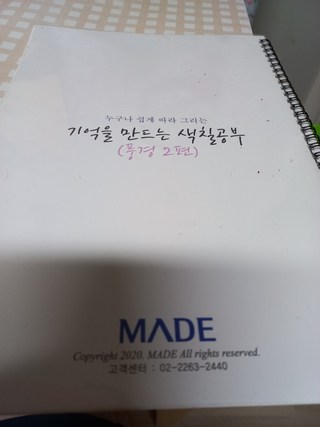 누구나 쉽게 따라 그리는
기억을 만드는 색칠공부
(풍경 2편)
MADE
Copyright 2020. MADE All rights reserved.
고객센터 : 02-2263-2440